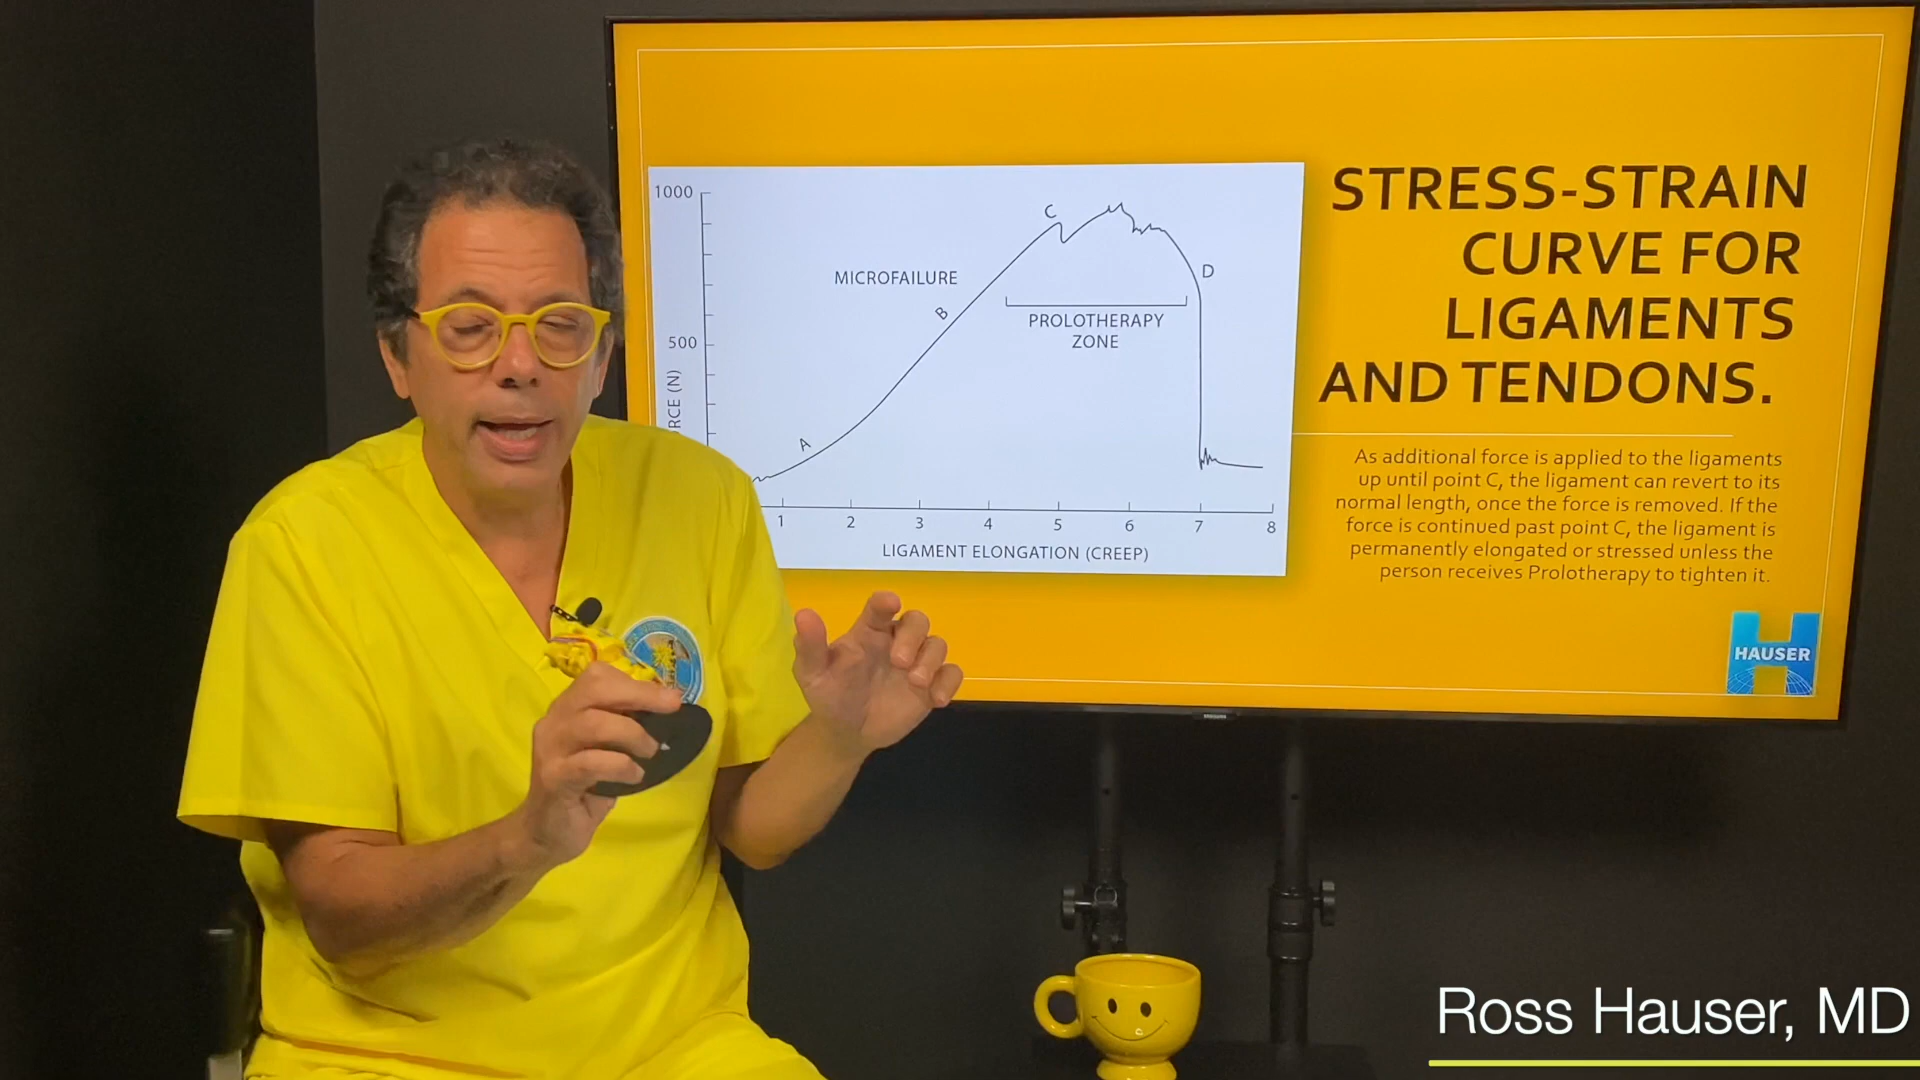 1000
500
RCE (N)
MICROFAILURE
A
B
C
D
PROLOTHERAPY
ZONE
1 2 3 4 5 6 7 8
LIGAMENT ELONGATION (CREEP)
STRESS-STRAIN
CURVE FOR
LIGAMENTS
AND TENDONS.
As additional force is applied to the ligaments
up until point C, the ligament can revert to its
normal length, once the force is removed. If the
force is continued past point C, the ligament is
permanently elongated or stressed unless the
person receives Prolotherapy to tighten it.
HAUSER
Ross Hauser, MD